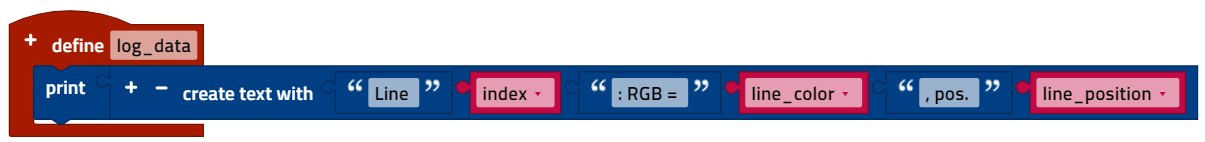 + define log_data
print + - create text with “ Line ” index “ : RGB = ” line_color “ , pos. ” line_position